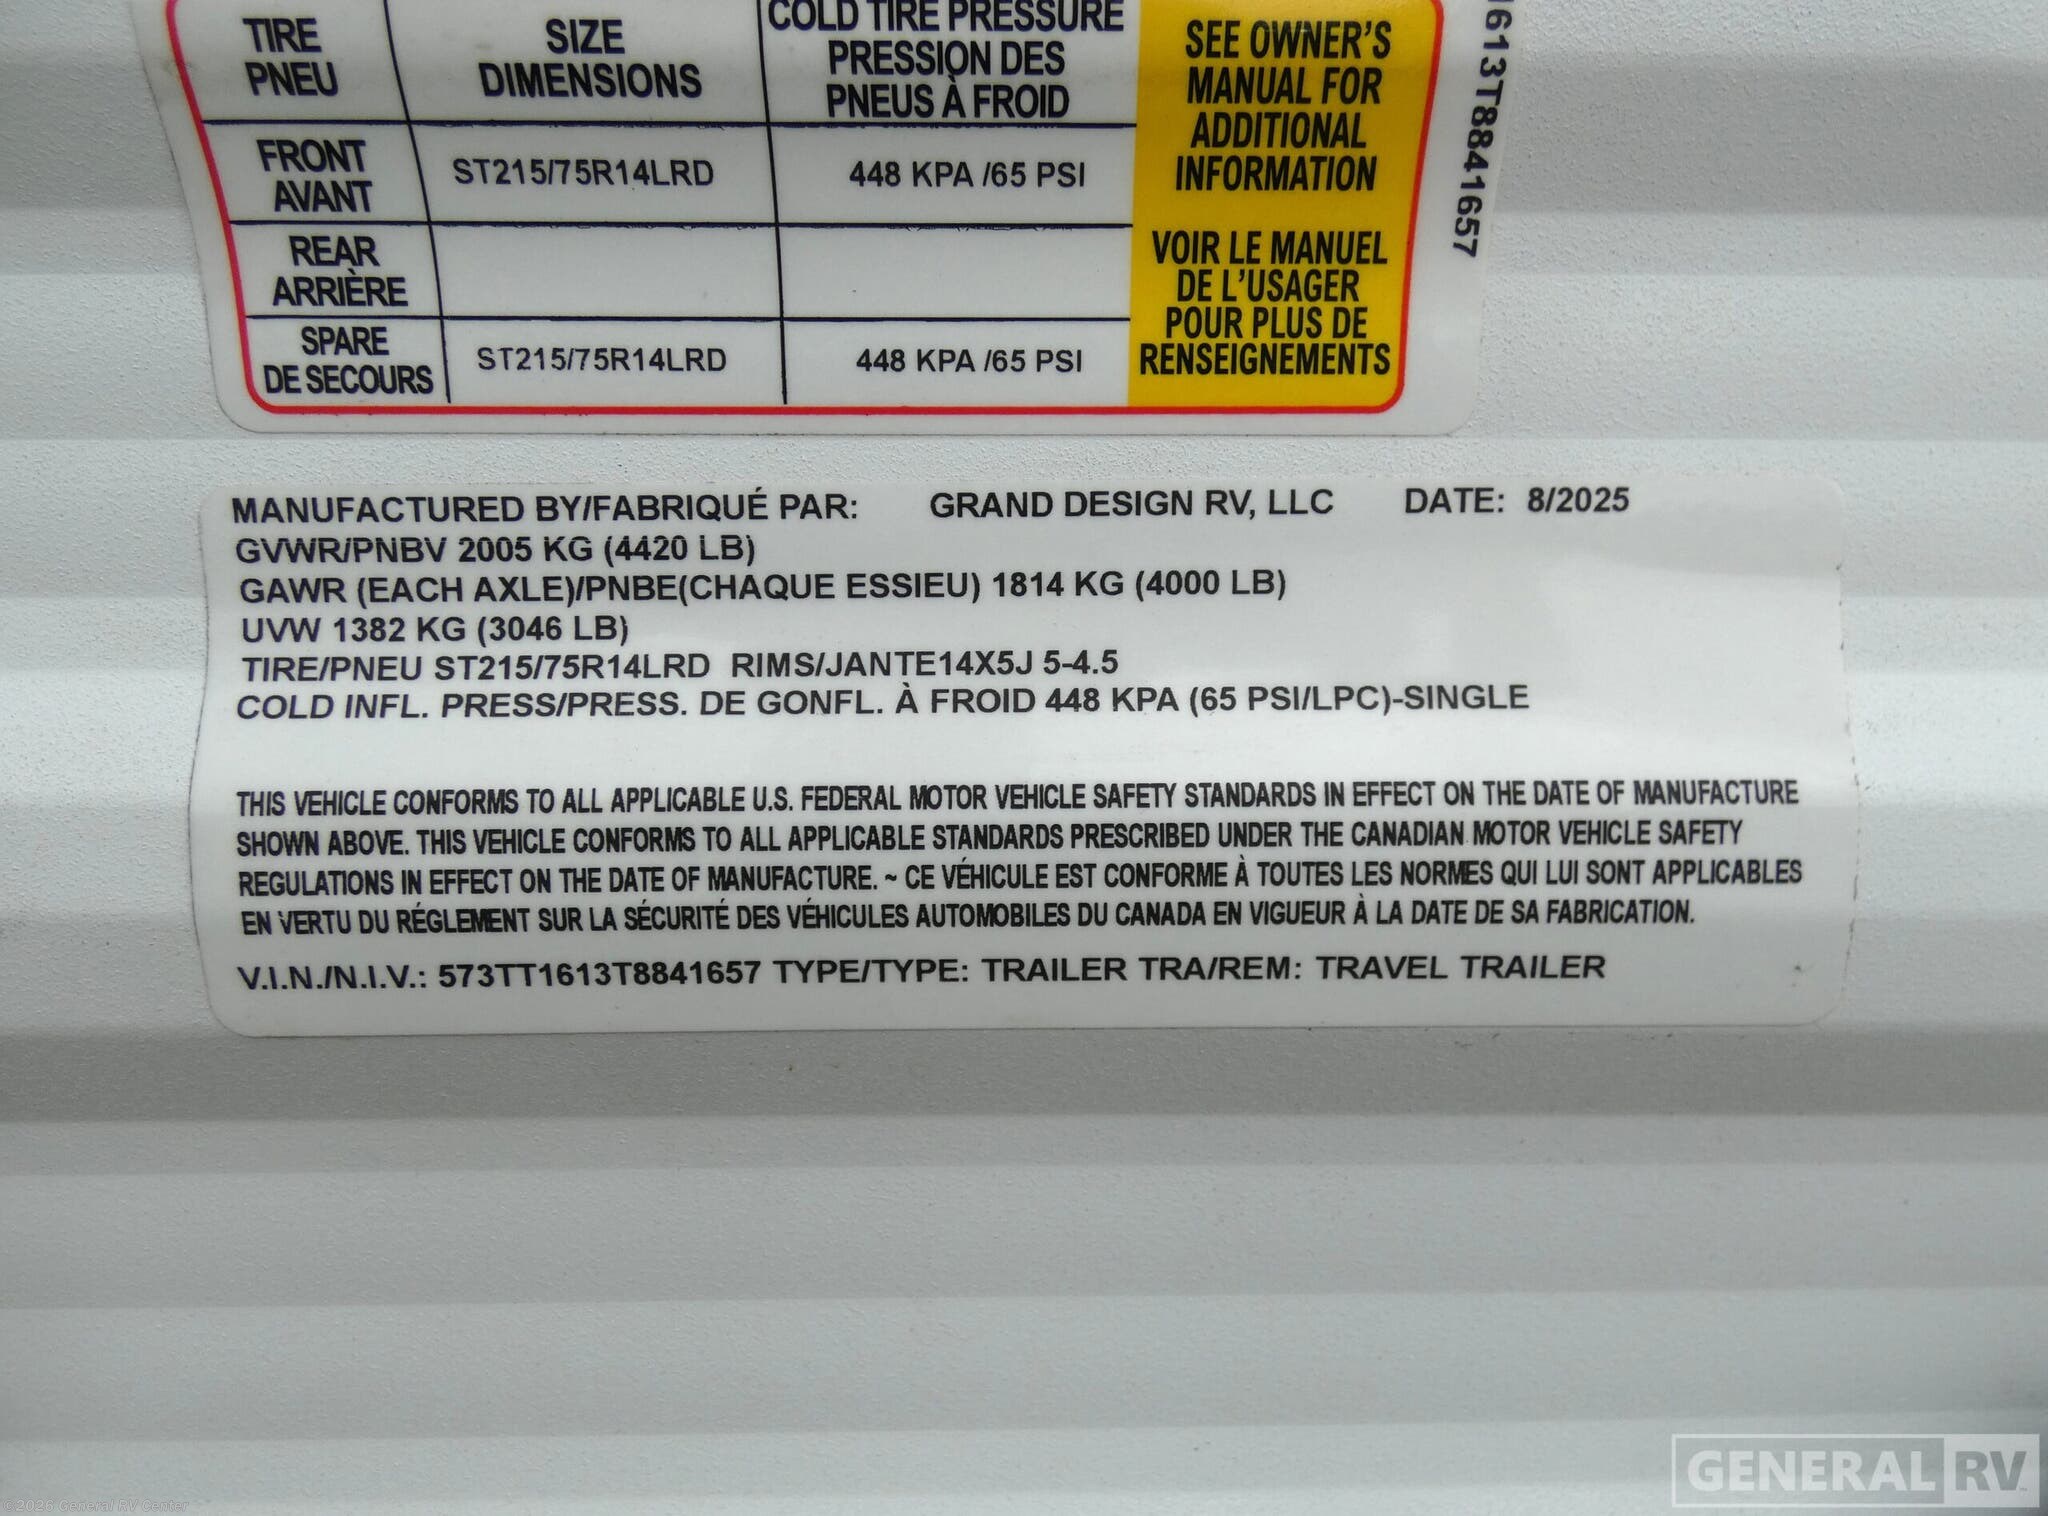 TIRE PNEU
SIZE DIMENSIONS
COLD TIRE PRESSURE
PRESSION DES
PNEUS À FROID
SEE OWNER'S
MANUAL FOR
ADDITIONAL
INFORMATION
VOIR LE MANUEL
DE L'USAGER
POUR PLUS DE
RENSEIGNEMENTS
FRONT AVANT
ST215/75R14LRD
448 KPA /65 PSI
REAR ARRIÈRE
SPARE DE SECOURS
ST215/75R14LRD
448 KPA /65 PSI
1613T8841657
MANUFACTURED BY/FABRIQUÉ PAR: GRAND DESIGN RV, LLC DATE: 8/2025
GVWR/PNBV 2005 KG (4420 LB)
GAWR (EACH AXLE)/PNBE(CHAQUE ESSIEU) 1814 KG (4000 LB)
UVW 1382 KG (3046 LB)
TIRE/PNEU ST215/75R14LRD RIMS/JANTE14X5J 5-4.5
COLD INFL. PRESS/PRESS. DE GONFL. À FROID 448 KPA (65 PSI/LPC)-SINGLE
THIS VEHICLE CONFORMS TO ALL APPLICABLE U.S. FEDERAL MOTOR VEHICLE SAFETY STANDARDS IN EFFECT ON THE DATE OF MANUFACTURE
SHOWN ABOVE. THIS VEHICLE CONFORMS TO ALL APPLICABLE STANDARDS PRESCRIBED UNDER THE CANADIAN MOTOR VEHICLE SAFETY
REGULATIONS IN EFFECT ON THE DATE OF MANUFACTURE. ~ CE VÉHICULE EST CONFORME À TOUTES LES NORMES QUI LUI SONT APPLICABLES
EN VERTU DU RÉGLEMENT SUR LA SÉCURITÉ DES VÉHICULES AUTOMOBILES DU CANADA EN VIGUEUR À LA DATE DE SA FABRICATION.
V.I.N./N.I.V.: 573TT1613T8841657 TYPE/TYPE: TRAILER TRA/REM: TRAVEL TRAILER
GENERAL RV
©2026 General RV Center